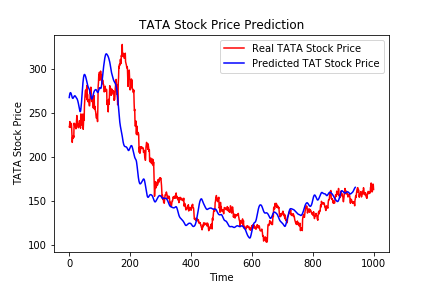 TATA Stock Price Prediction
Real TATA Stock Price
Predicted TAT Stock Price
TATA Stock Price
300
250
200
150
100
0
200
400
600
800
1000
Time